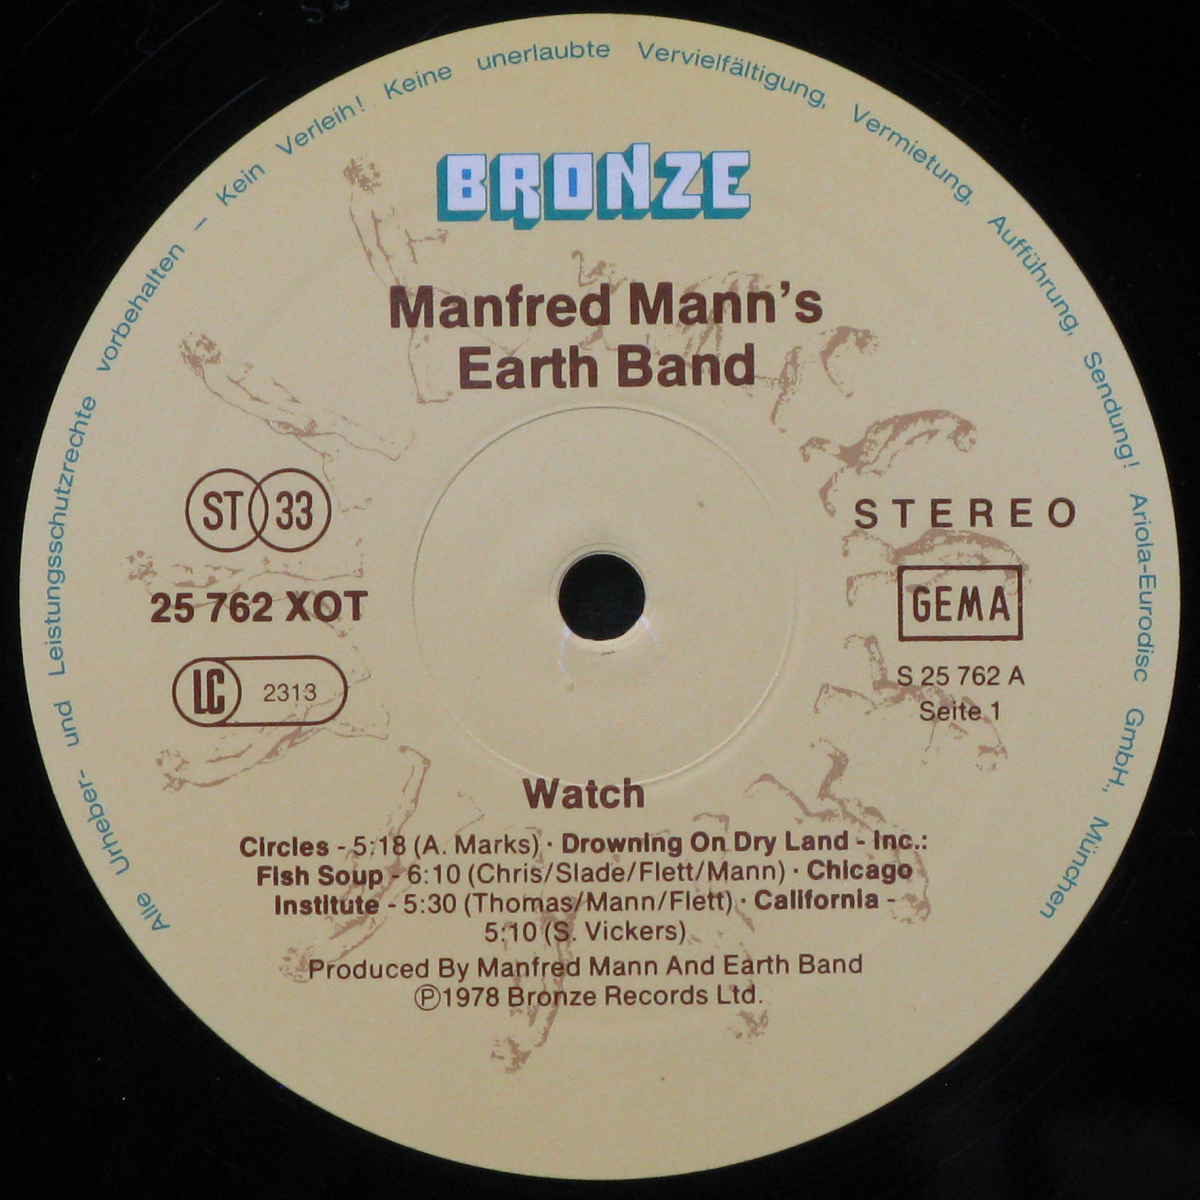 Alle Urheber- und Leistungsschutzrechte vorbehalten – Kein Verleih! Keine unerlaubte Vervielfältigung, Vermietung, Aufführung, Sendung! Ariola-Eurodisc GmbH., München
BRONZE
Manfred Mann's
Earth Band
ST 33
25 762 XOT
LC 2313
STEREO
GEMA
S 25 762 A
Seite 1
Watch
Circles - 5:18 (A. Marks) · Drowning On Dry Land - Inc.:
Fish Soup - 6:10 (Chris/Slade/Flett/Mann) · Chicago
Institute - 5:30 (Thomas/Mann/Flett) · California -
5:10 (S. Vickers)
Produced By Manfred Mann And Earth Band
Ⓟ1978 Bronze Records Ltd.